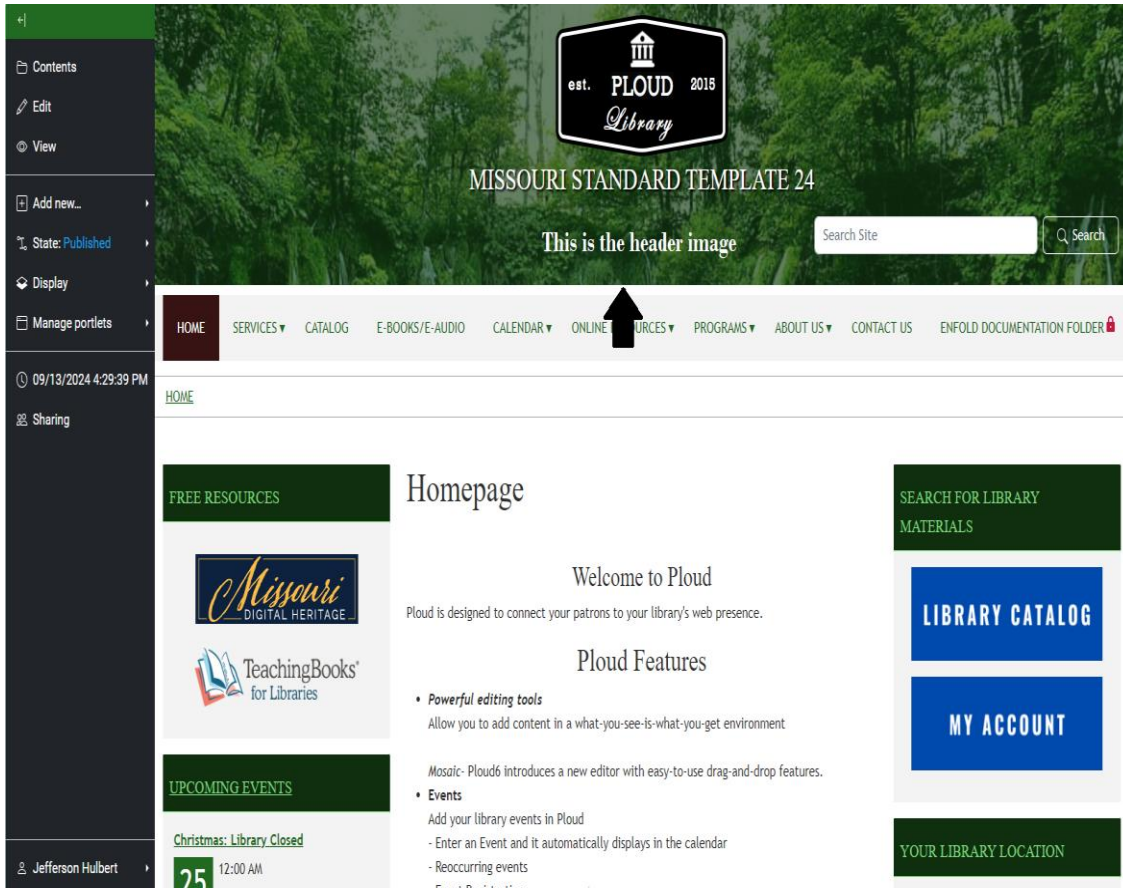 Contents
Edit
View
Add new...
State: Published
Display
Manage portlets
09/13/2024 4:29:39 PM
Sharing
Jefferson Hulbert
est. PLOUD 2015
Library
MISSOURI STANDARD TEMPLATE 24
This is the header image
Search Site
Search
HOME SERVICES ▾ CATALOG E-BOOKS/E-AUDIO CALENDAR ▾ ONLINE ▾ PROGRAMS ▾ ABOUT US ▾ CONTACT US ENFOLD DOCUMENTATION FOLDER
HOME
FREE RESOURCES
Missouri
DIGITAL HERITAGE
TeachingBooks®
for Libraries
UPCOMING EVENTS
Christmas: Library Closed
25 12:00 AM
Homepage
Welcome to Ploud
Ploud is designed to connect your patrons to your library's web presence.
Ploud Features
• Powerful editing tools
Allow you to add content in a what-you-see-is-what-you-get environment
Mosaic- Ploud6 introduces a new editor with easy-to-use drag-and-drop features.
• Events
Add your library events in Ploud
- Enter an Event and it automatically displays in the calendar
- Reoccurring events
SEARCH FOR LIBRARY
MATERIALS
LIBRARY CATALOG
MY ACCOUNT
YOUR LIBRARY LOCATION